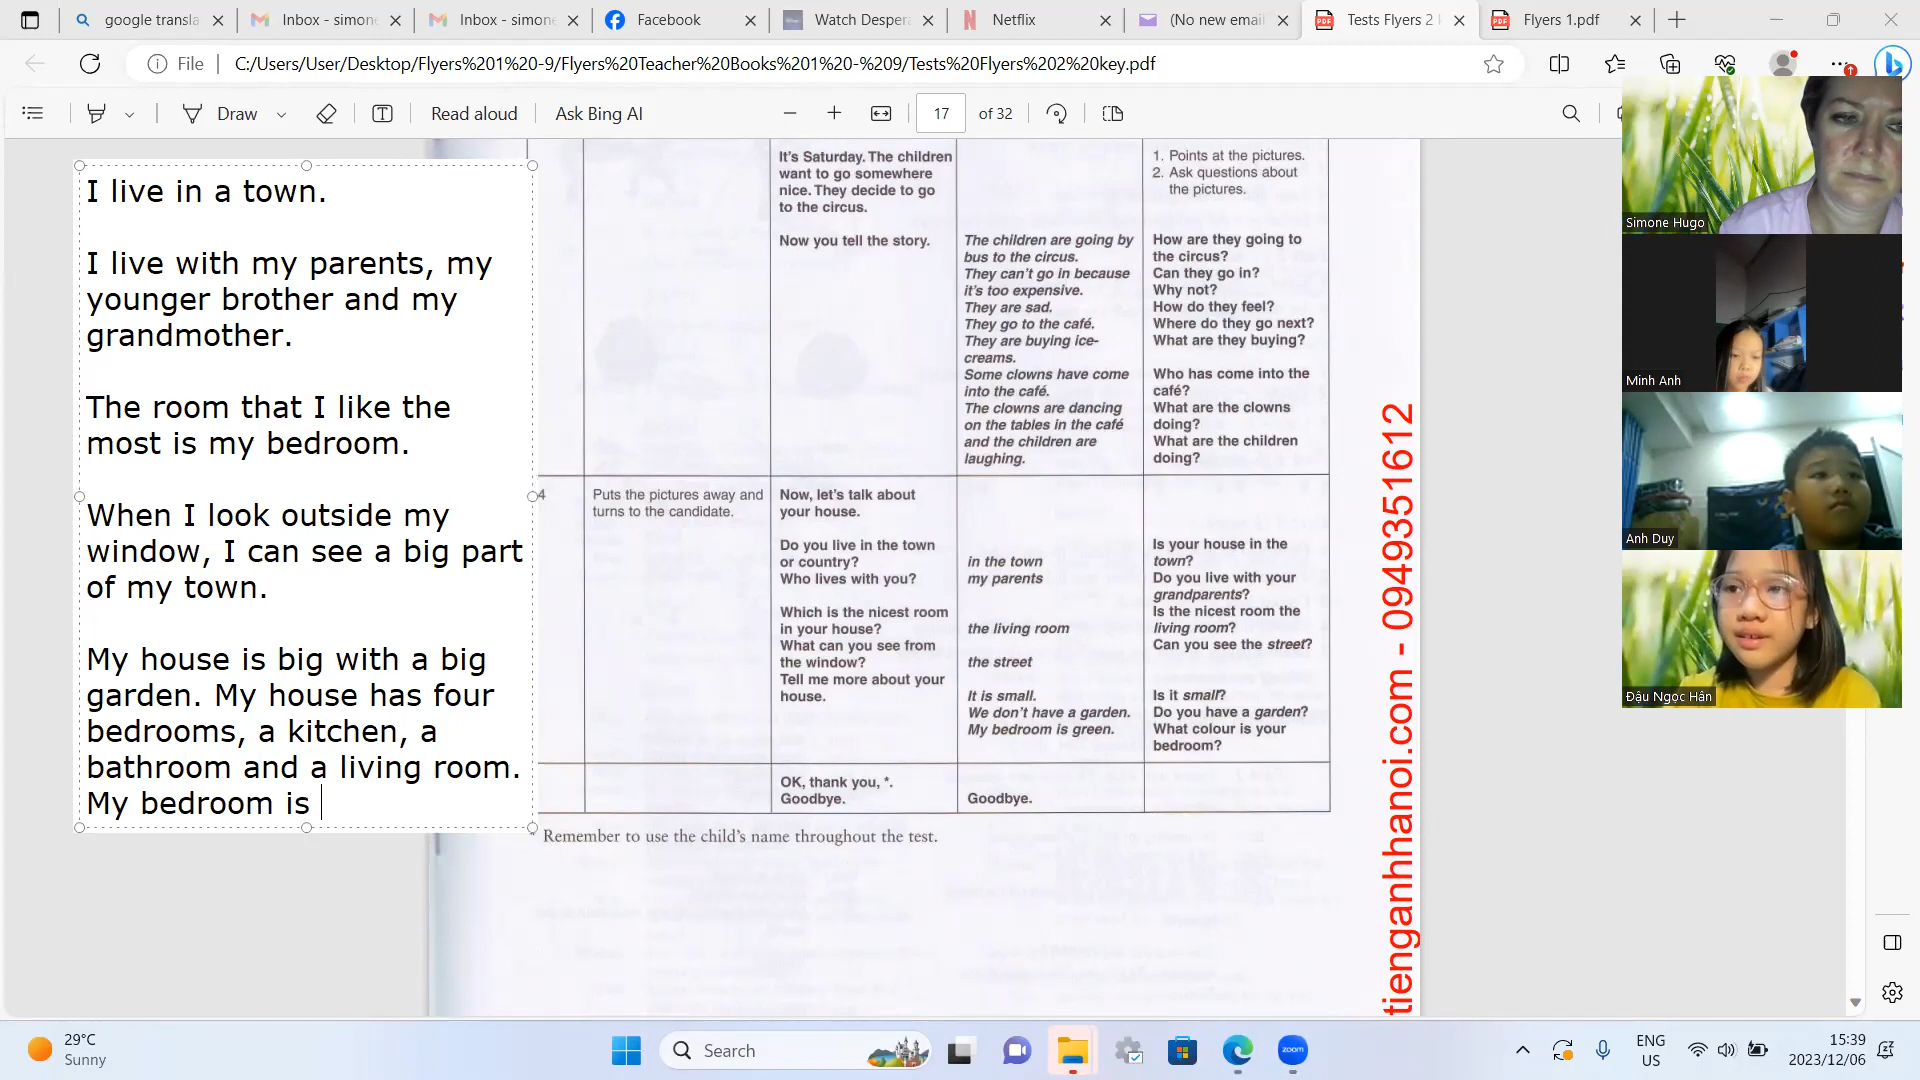 google transla
Inbox - simone
Inbox - simone
Facebook
Watch Despera
Netflix
(No new email
Tests Flyers 2 k
Flyers 1.pdf
File
C:/Users/User/Desktop/Flyers%201%20-9/Flyers%20Teacher%20Books%201%20-%209/Tests%20Flyers%202%20key.pdf
Draw
Read aloud
Ask Bing AI
17
of 32
I live in a town.
I live with my parents, my
younger brother and my
grandmother.
The room that I like the
most is my bedroom.
When I look outside my
window, I can see a big part
of my town.
My house is big with a big
garden. My house has four
bedrooms, a kitchen, a
bathroom and a living room.
My bedroom is
It's Saturday. The children
want to go somewhere
nice. They decide to go
to the circus.
Now you tell the story.
The children are going by
bus to the circus.
They can't go in because
it's too expensive.
They are sad.
They go to the café.
They are buying ice-
creams.
Some clowns have come
into the café.
The clowns are dancing
on the tables in the café
and the children are
laughing.
1. Points at the pictures.
2. Ask questions about
the pictures.
How are they going to
the circus?
Can they go in?
Why not?
How do they feel?
Where do they go next?
What are they buying?
Who has come into the
café?
What are the clowns
doing?
What are the children
doing?
4
Puts the pictures away and
turns to the candidate.
Now, let's talk about
your house.
Do you live in the town
or country?
Who lives with you?
Which is the nicest room
in your house?
What can you see from
the window?
Tell me more about your
house.
in the town
my parents
the living room
the street
It is small.
We don't have a garden.
My bedroom is green.
Is your house in the
town?
Do you live with your
grandparents?
Is the nicest room the
living room?
Can you see the street?
Is it small?
Do you have a garden?
What colour is your
bedroom?
OK, thank you, *.
Goodbye.
Goodbye.
* Remember to use the child's name throughout the test.
tienganhhanoi.com - 0949351612
Simone Hugo
Minh Anh
Anh Duy
Đậu Ngọc Hân
29°C
Sunny
Search
zoom
ENG
US
15:39
2023/12/06